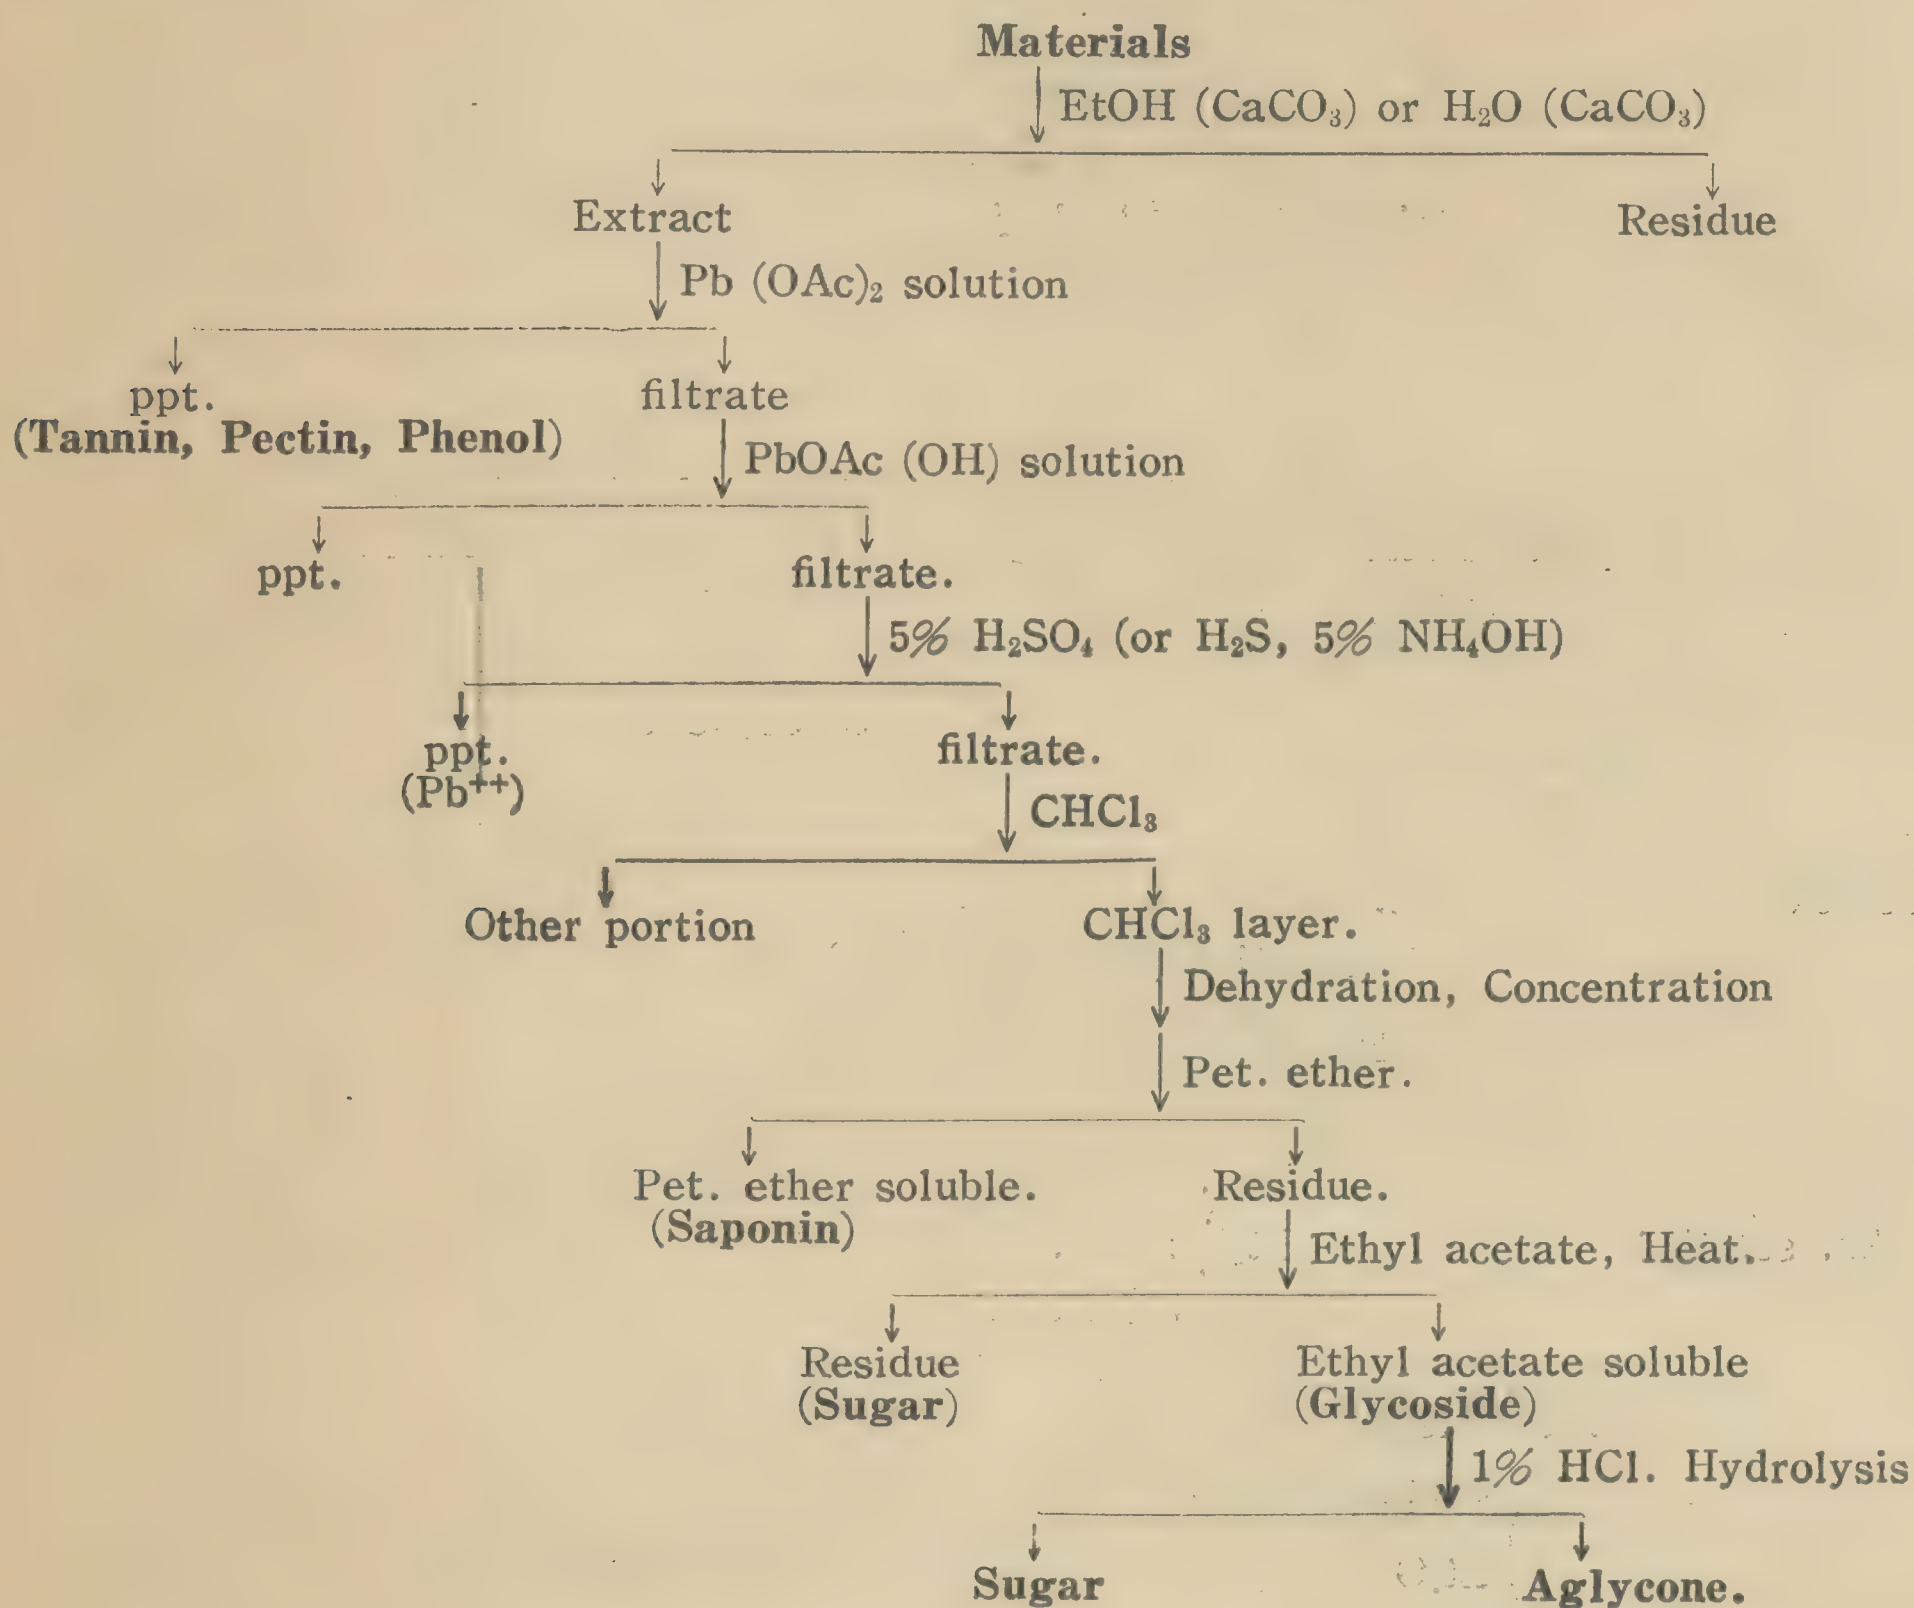 Materials
EtOH (CaCO₃) or H₂O (CaCO₃)
Extract Residue
Pb (OAc)₂ solution
ppt. filtrate
(Tannin, Pectin, Phenol)
PbOAc (OH) solution
ppt. filtrate.
5% H₂SO₄ (or H₂S, 5% NH₄OH)
ppt. filtrate.
(Pb⁺⁺)
CHCl₃
Other portion CHCl₃ layer.
Dehydration, Concentration
Pet. ether.
Pet. ether soluble. Residue.
(Saponin)
Ethyl acetate, Heat.
Residue Ethyl acetate soluble
(Sugar) (Glycoside)
1% HCl. Hydrolysis
Sugar Aglycone.